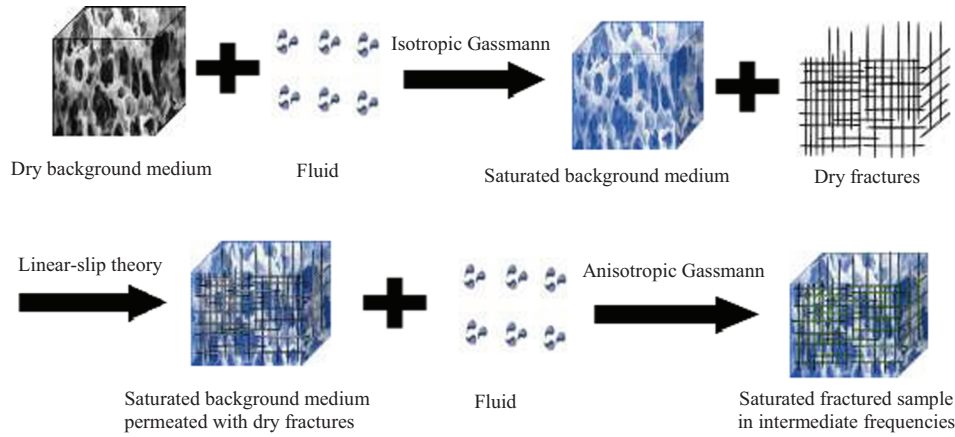 Isotropic Gassmann
Dry background medium
Fluid
Saturated background medium
Dry fractures
Linear-slip theory
Anisotropic Gassmann
Saturated background medium
permeated with dry fractures
Fluid
Saturated fractured sample
in intermediate frequencies